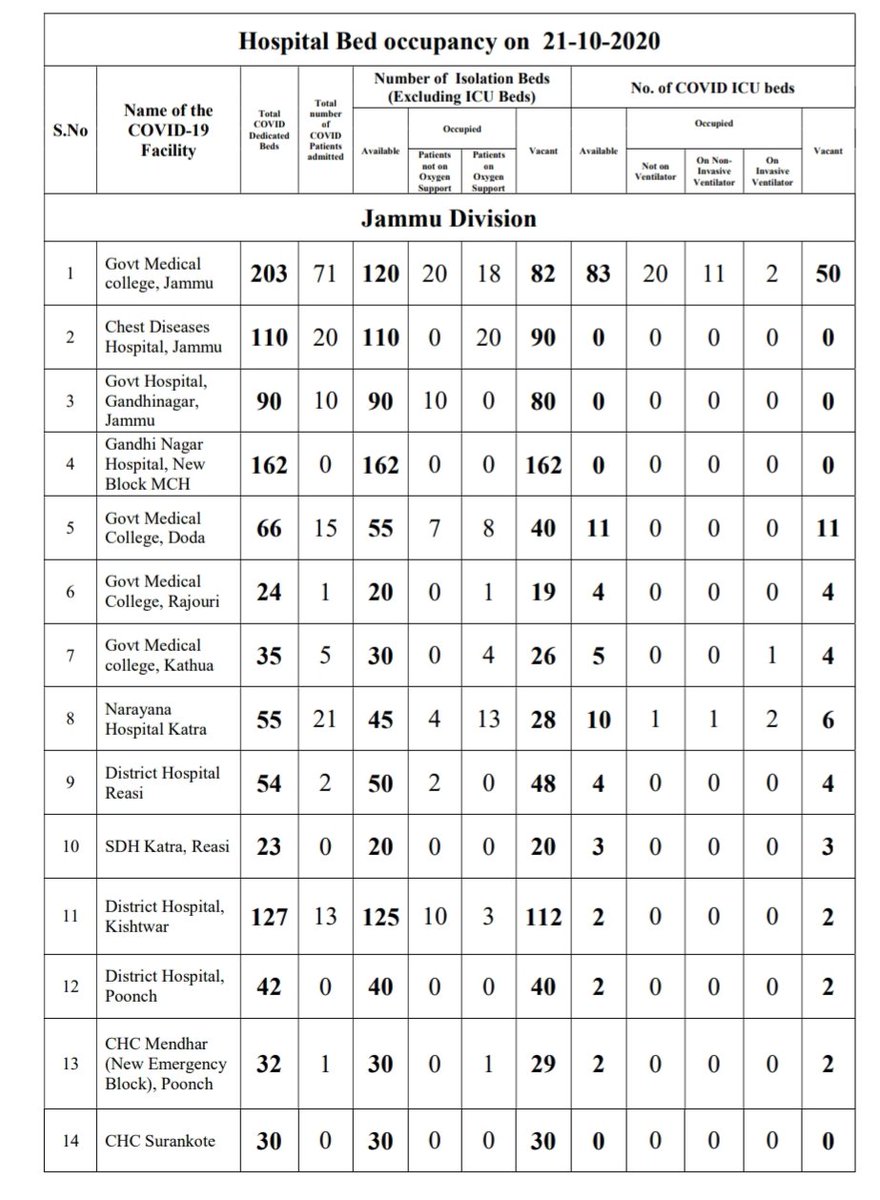 Hospital Bed occupancy on 21-10-2020
S.No
Name of the
COVID-19
Facility
Total
COVID
Dedicated
Beds
Total
number
of
COVID
Patients
admitted
Number of Isolation Beds
(Excluding ICU Beds)
Available
Occupied
Patients
not on
Oxygen
Support
Patients
on
Oxygen
Support
Vacant
No. of COVID ICU beds
Available
Occupied
Not on
Ventilator
On Non-
Invasive
Ventilator
On
Invasive
Ventilator
Vacant
Jammu Division
1
Govt Medical
college, Jammu
203 71 120 20 18 82 83 20 11 2 50
2
Chest Diseases
Hospital, Jammu
110 20 110 0 20 90 0 0 0 0 0
3
Govt Hospital,
Gandhinagar,
Jammu
90 10 90 10 0 80 0 0 0 0 0
4
Gandhi Nagar
Hospital, New
Block MCH
162 0 162 0 0 162 0 0 0 0 0
5
Govt Medical
College, Doda
66 15 55 7 8 40 11 0 0 0 11
6
Govt Medical
College, Rajouri
24 1 20 0 1 19 4 0 0 0 4
7
Govt Medical
college, Kathua
35 5 30 0 4 26 5 0 0 1 4
8
Narayana
Hospital Katra
55 21 45 4 13 28 10 1 1 2 6
9
District Hospital
Reasi
54 2 50 2 0 48 4 0 0 0 4
10 SDH Katra, Reasi 23 0 20 0 0 20 3 0 0 0 3
11
District Hospital,
Kishtwar
127 13 125 10 3 112 2 0 0 0 2
12
District Hospital,
Poonch
42 0 40 0 0 40 2 0 0 0 2
13
CHC Mendhar
(New Emergency
Block), Poonch
32 1 30 0 1 29 2 0 0 0 2
14 CHC Surankote 30 0 30 0 0 30 0 0 0 0 0